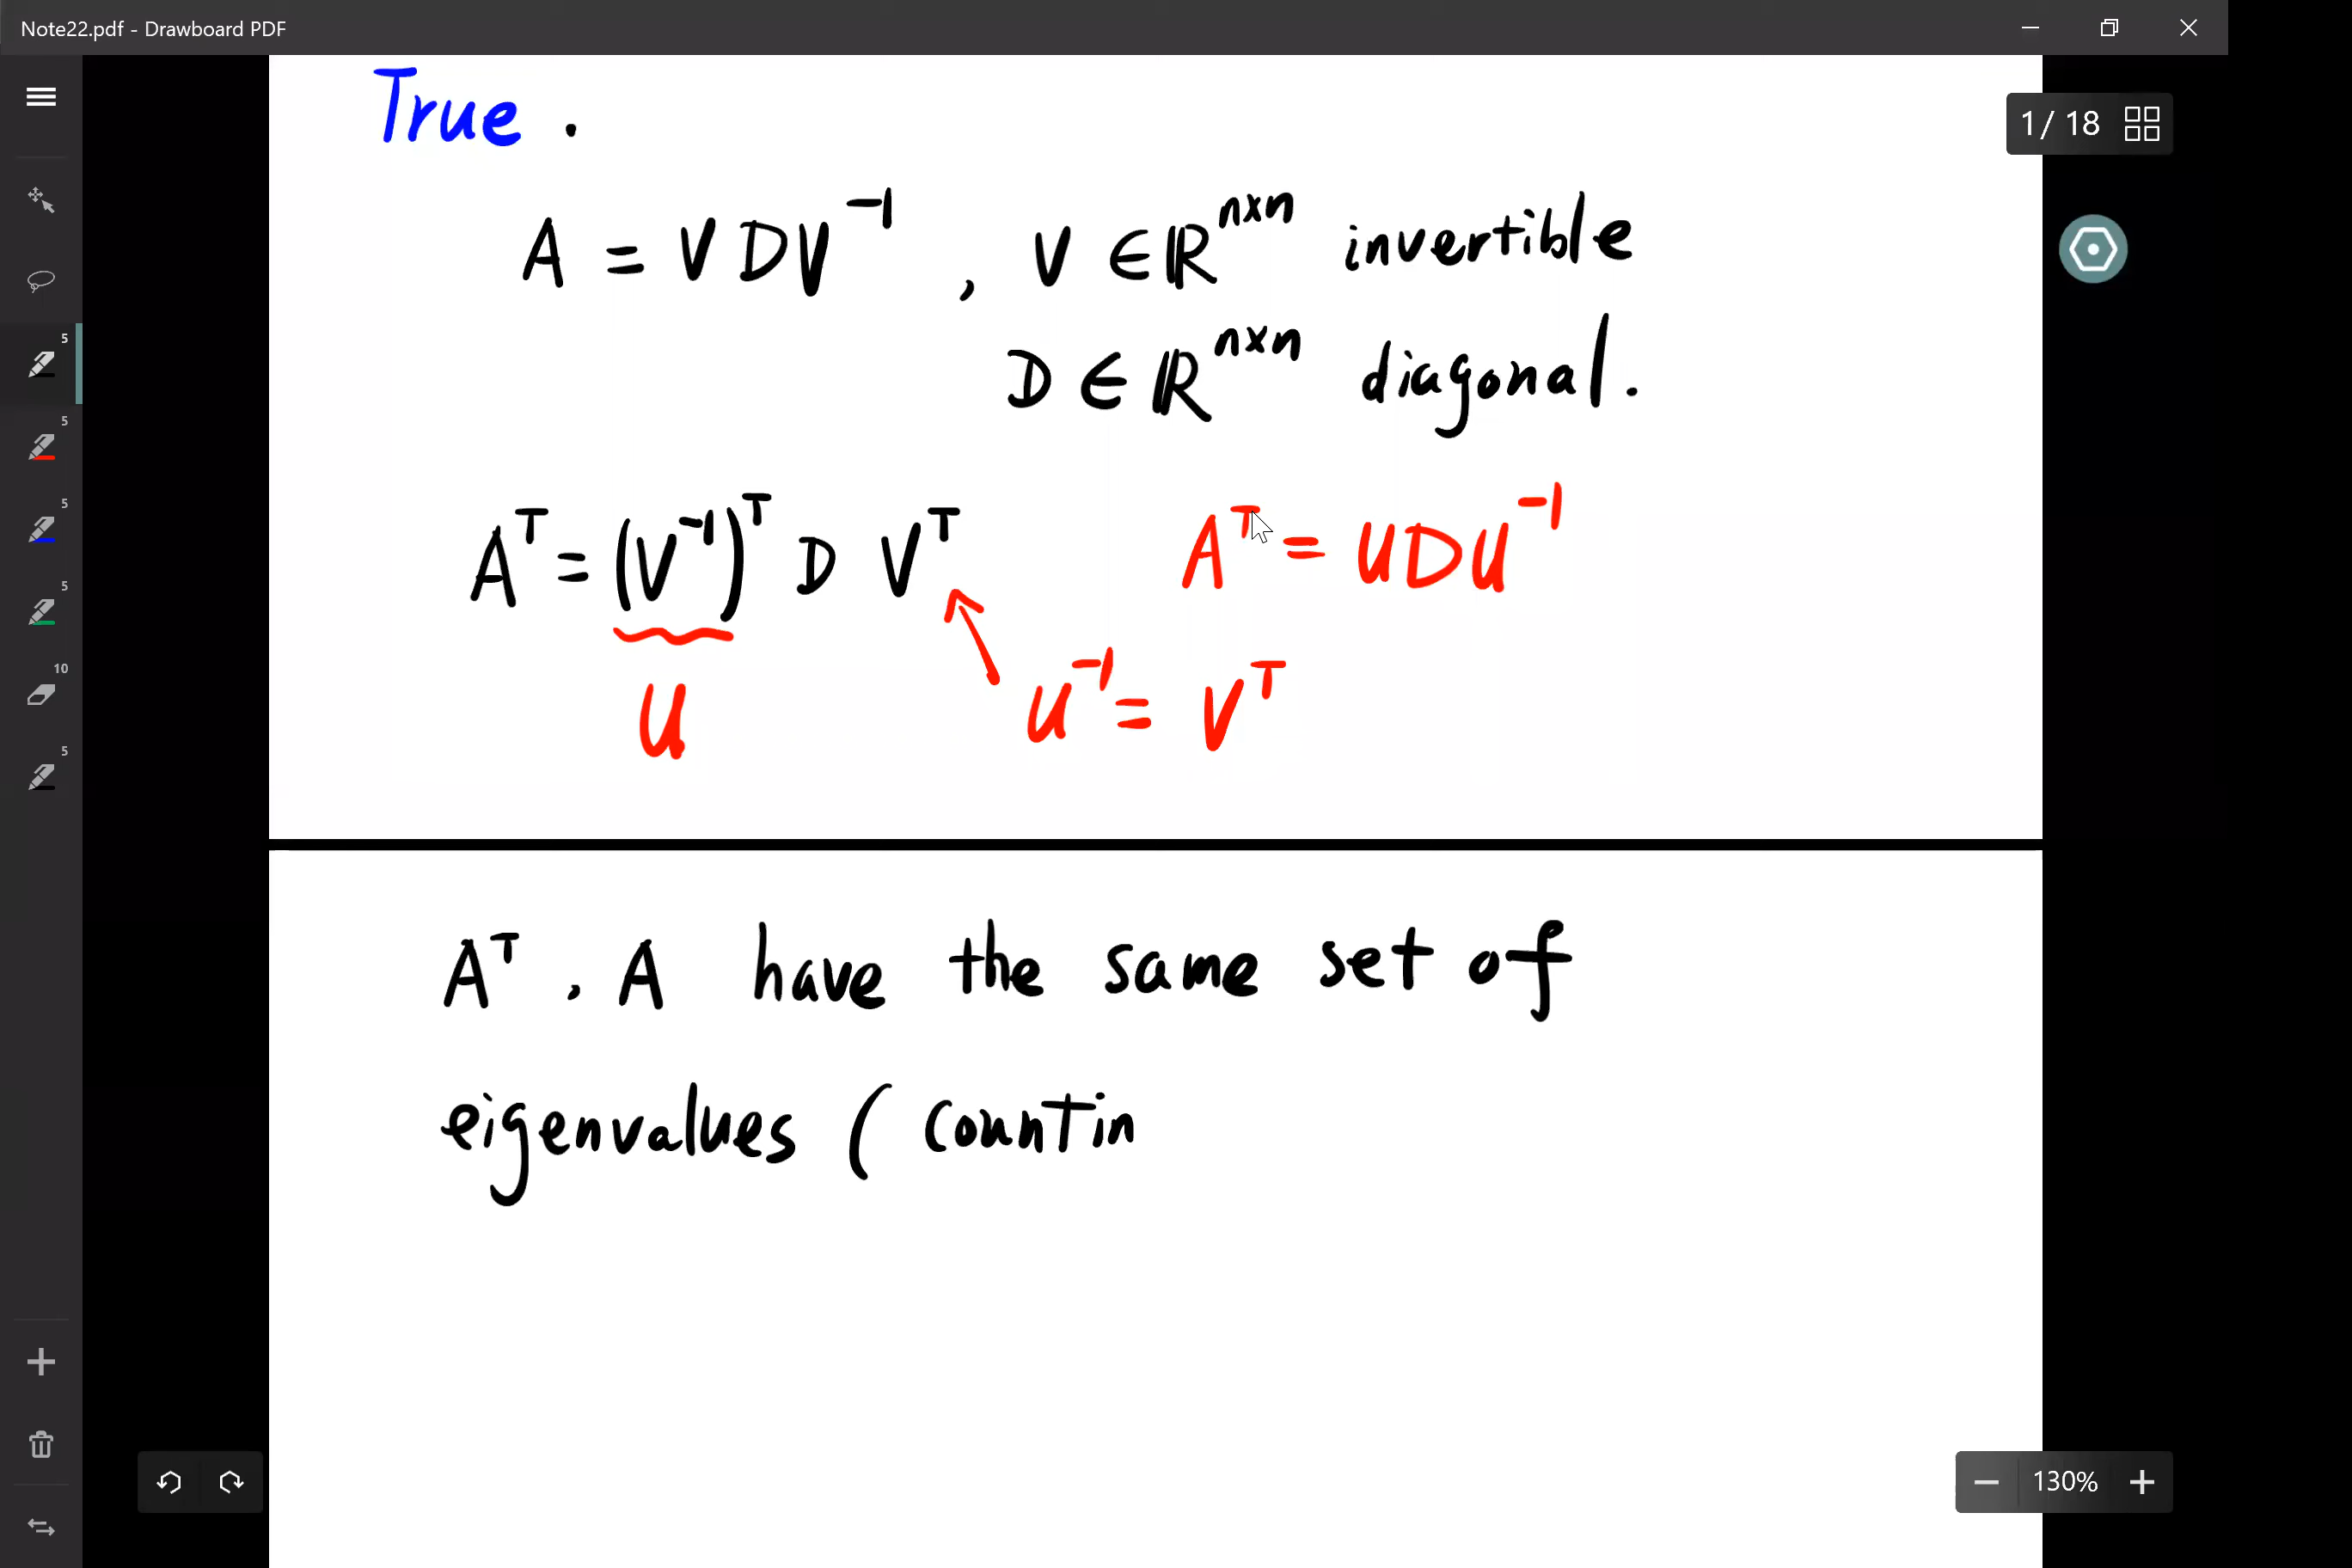 Note22.pdf - Drawboard PDF
1 / 18
True .
A = V D V⁻¹ , V ∈ ℝⁿˣⁿ invertible
D ∈ ℝⁿˣⁿ diagonal.
Aᵀ = (V⁻¹)ᵀ D Vᵀ Aᵀ = U D U⁻¹
U U⁻¹ = Vᵀ
Aᵀ , A have the same set of
eigenvalues ( countin
5
5
5
5
10
5
130%